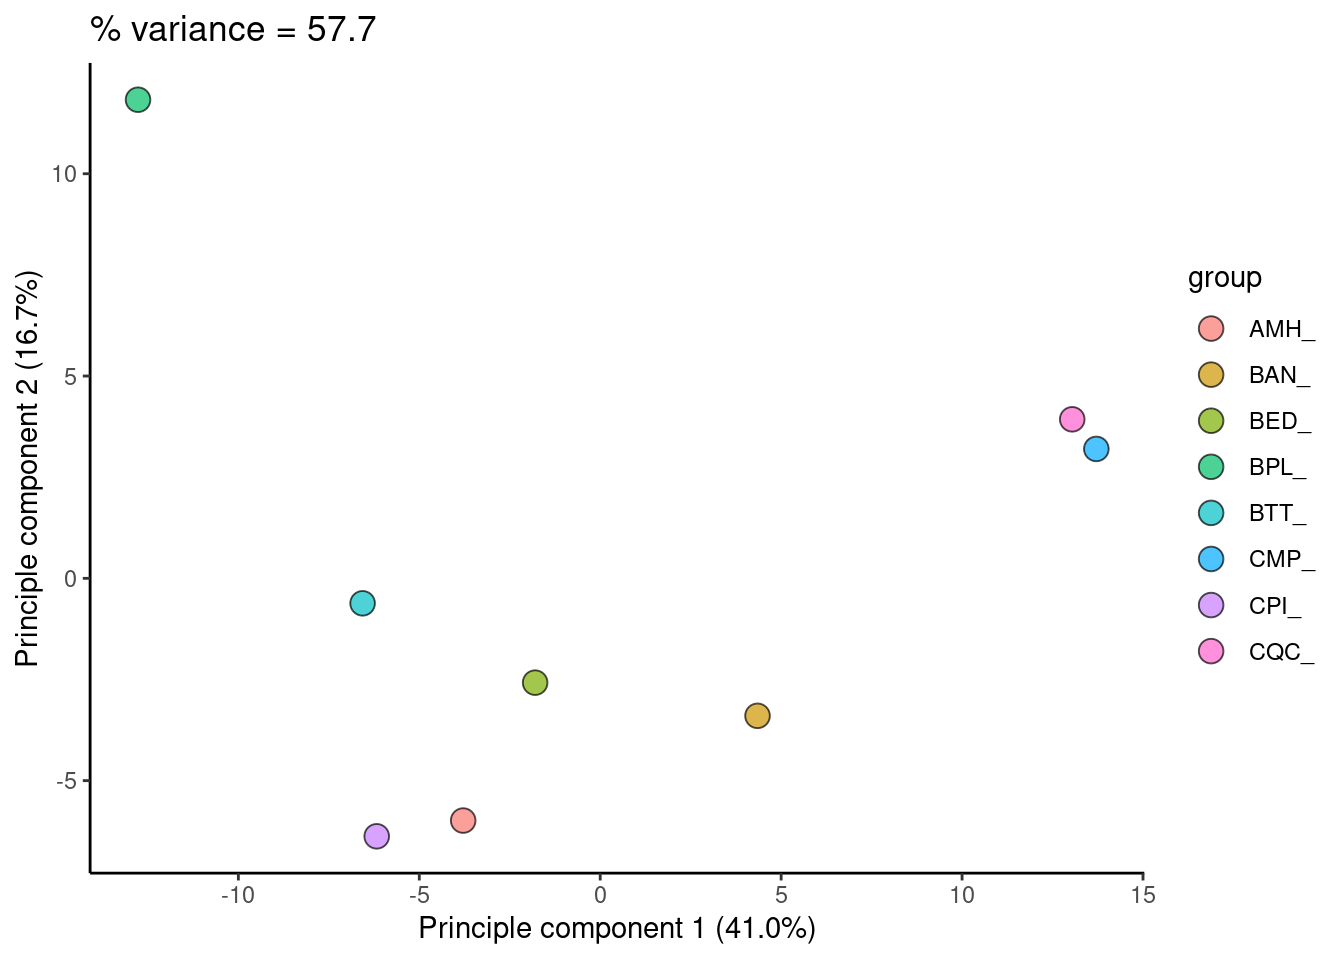 % variance = 57.7
Principle component 2 (16.7%)
10
5
0
-5
-10
-5
0
5
10
15
Principle component 1 (41.0%)
group
AMH_
BAN_
BED_
BPL_
BTT_
CMP_
CPI_
CQC_